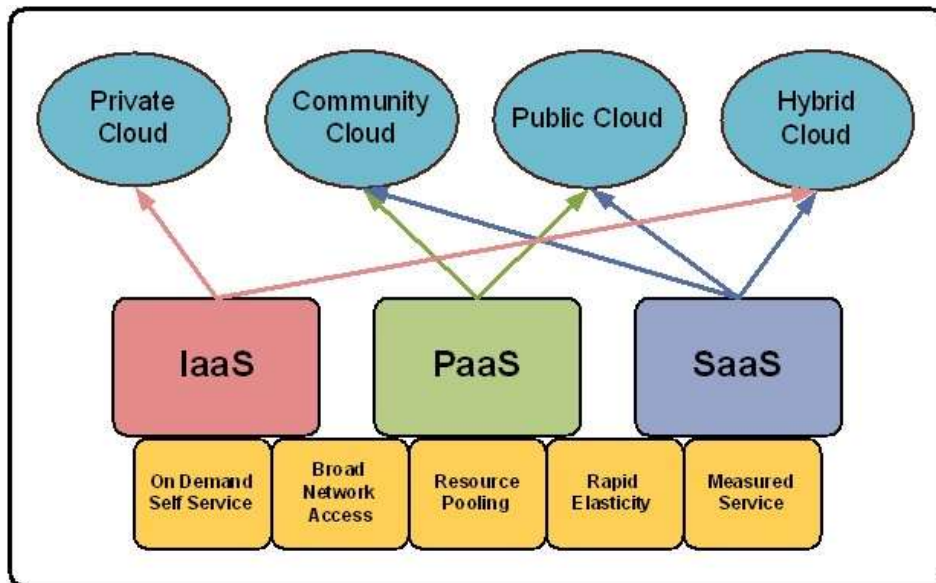 Private
Cloud
Community
Cloud
Public Cloud
Hybrid
Cloud
IaaS
PaaS
SaaS
On Demand
Self Service
Broad
Network
Access
Resource
Pooling
Rapid
Elasticity
Measured
Service